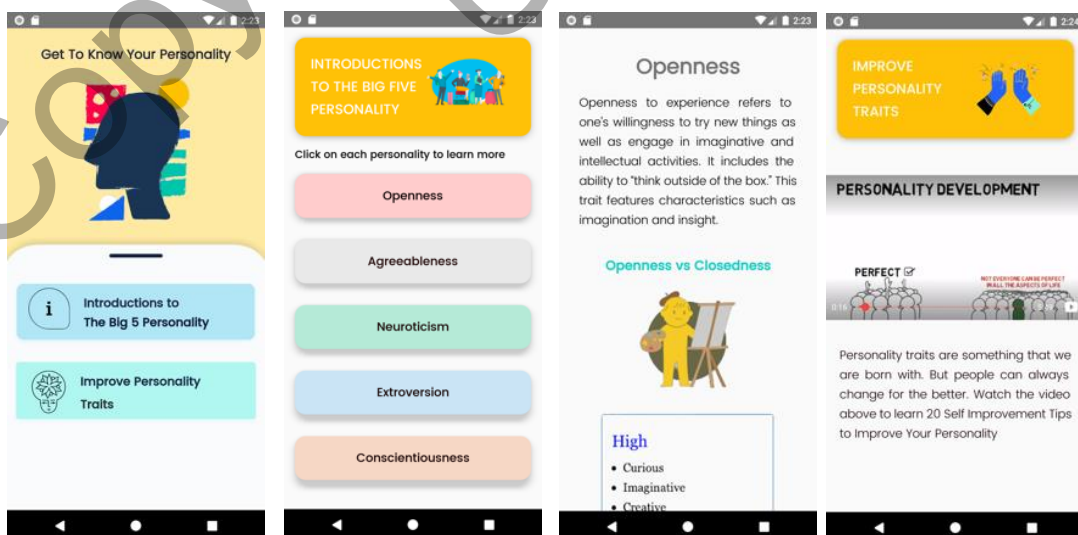 2:23
Get To Know Your Personality
i
Introductions to
The Big 5 Personality
Improve Personality
Traits
2:23
INTRODUCTIONS
TO THE BIG FIVE
PERSONALITY
Click on each personality to learn more
Openness
Agreeableness
Neuroticism
Extroversion
Conscientiousness
2:23
Openness
Openness to experience refers to
one's willingness to try new things as
well as engage in imaginative and
intellectual activities. It includes the
ability to "think outside of the box." This
trait features characteristics such as
imagination and insight.
Openness vs Closedness
High
• Curious
• Imaginative
• Creative
2:24
IMPROVE
PERSONALITY
TRAITS
PERSONALITY DEVELOPMENT
PERFECT
NOT EVERYONE CAN BE PERFECT
IN ALL THE ASPECTS OF LIFE
0:16
Personality traits are something that we
are born with. But people can always
change for the better. Watch the video
above to learn 20 Self Improvement Tips
to Improve Your Personality
Copy